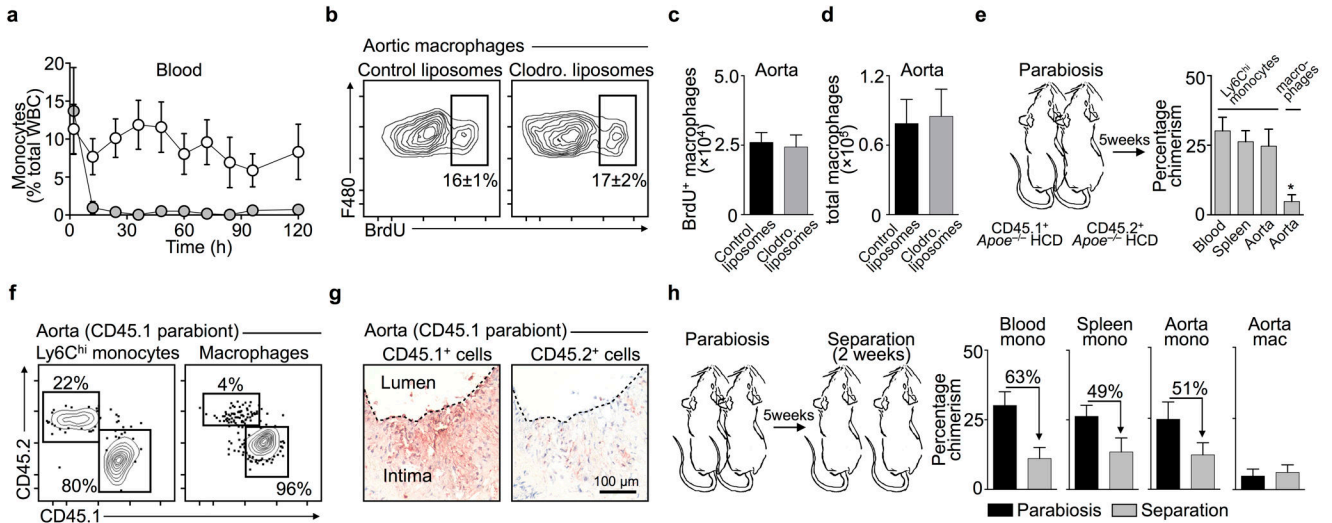 a
Blood
Monocytes
(% total WBC)
20
15
10
5
0
0
30
60
90
120
Time (h)
b
Aortic macrophages
Control liposomes
Clodro. liposomes
16±1%
17±2%
F480
BrdU
c
Aorta
BrdU⁺ macrophages
(×10⁴)
5.0
2.5
0
Control
liposomes
Clodro.
liposomes
d
Aorta
total macrophages
(×10⁵)
1.2
0.6
0
Control
liposomes
Clodro.
liposomes
e
Parabiosis
5weeks
CD45.1⁺
Apoe⁻/⁻ HCD
CD45.2⁺
Apoe⁻/⁻ HCD
Percentage
chimerism
50
25
0
Ly6Cʰⁱ
monocytes
macro-
phages
*
Blood
Spleen
Aorta
Aorta
f
Aorta (CD45.1 parabiont)
Ly6Cʰⁱ monocytes
Macrophages
22%
80%
4%
96%
CD45.2
CD45.1
g
Aorta (CD45.1 parabiont)
CD45.1⁺ cells
CD45.2⁺ cells
Lumen
Intima
100 µm
h
Parabiosis
5weeks
Separation
(2 weeks)
Percentage
chimerism
50
25
0
Blood
mono
63%
Spleen
mono
49%
Aorta
mono
51%
Aorta
mac
Parabiosis
Separation